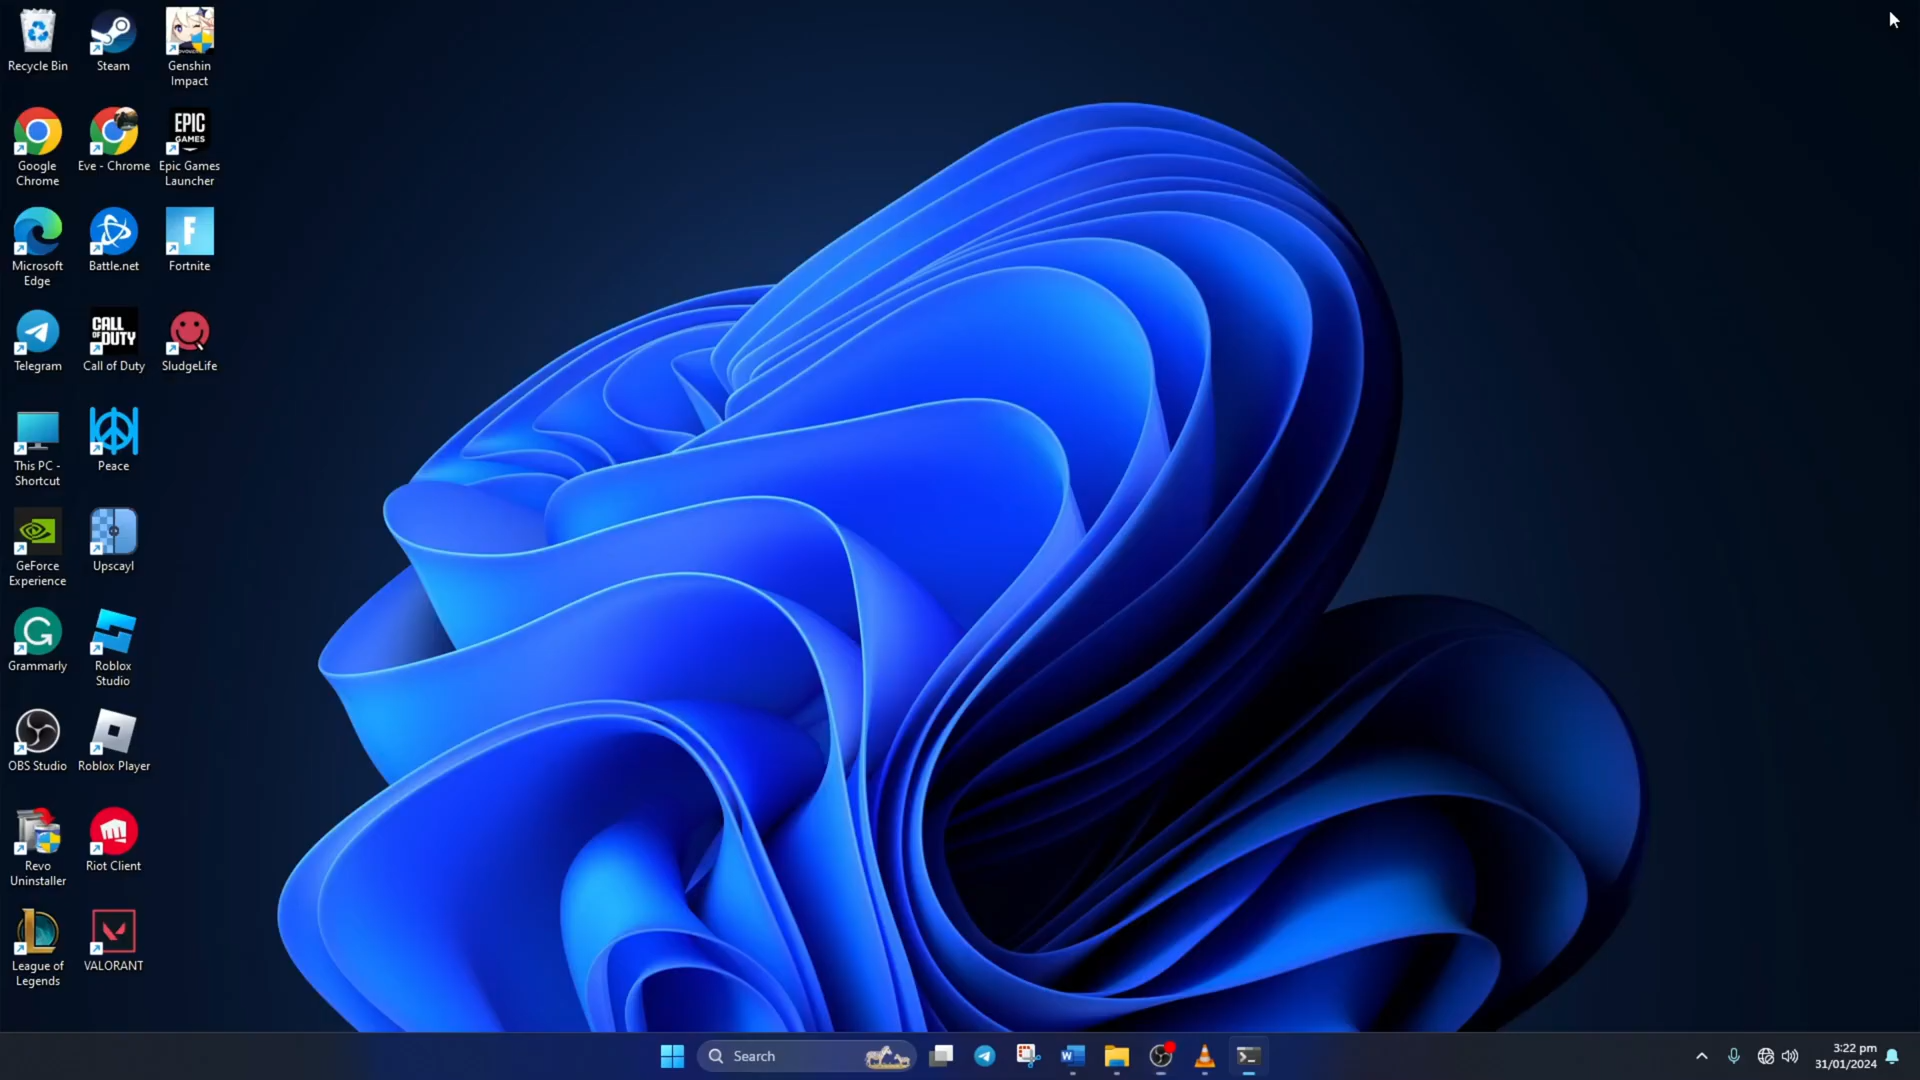 Recycle Bin
Steam
Genshin
Impact
Google
Chrome
Eve - Chrome
EPIC
GAMES
Epic Games
Launcher
Microsoft
Edge
Battle.net
F
Fortnite
Telegram
CALL
OF DUTY
Call of Duty
SludgeLife
This PC -
Shortcut
Peace
GeForce
Experience
Upscayl
G
Grammarly
Roblox
Studio
OBS Studio
Roblox Player
Revo
Uninstaller
Riot Client
L
League of
Legends
VALORANT
Search
W
3:22 pm
31/01/2024